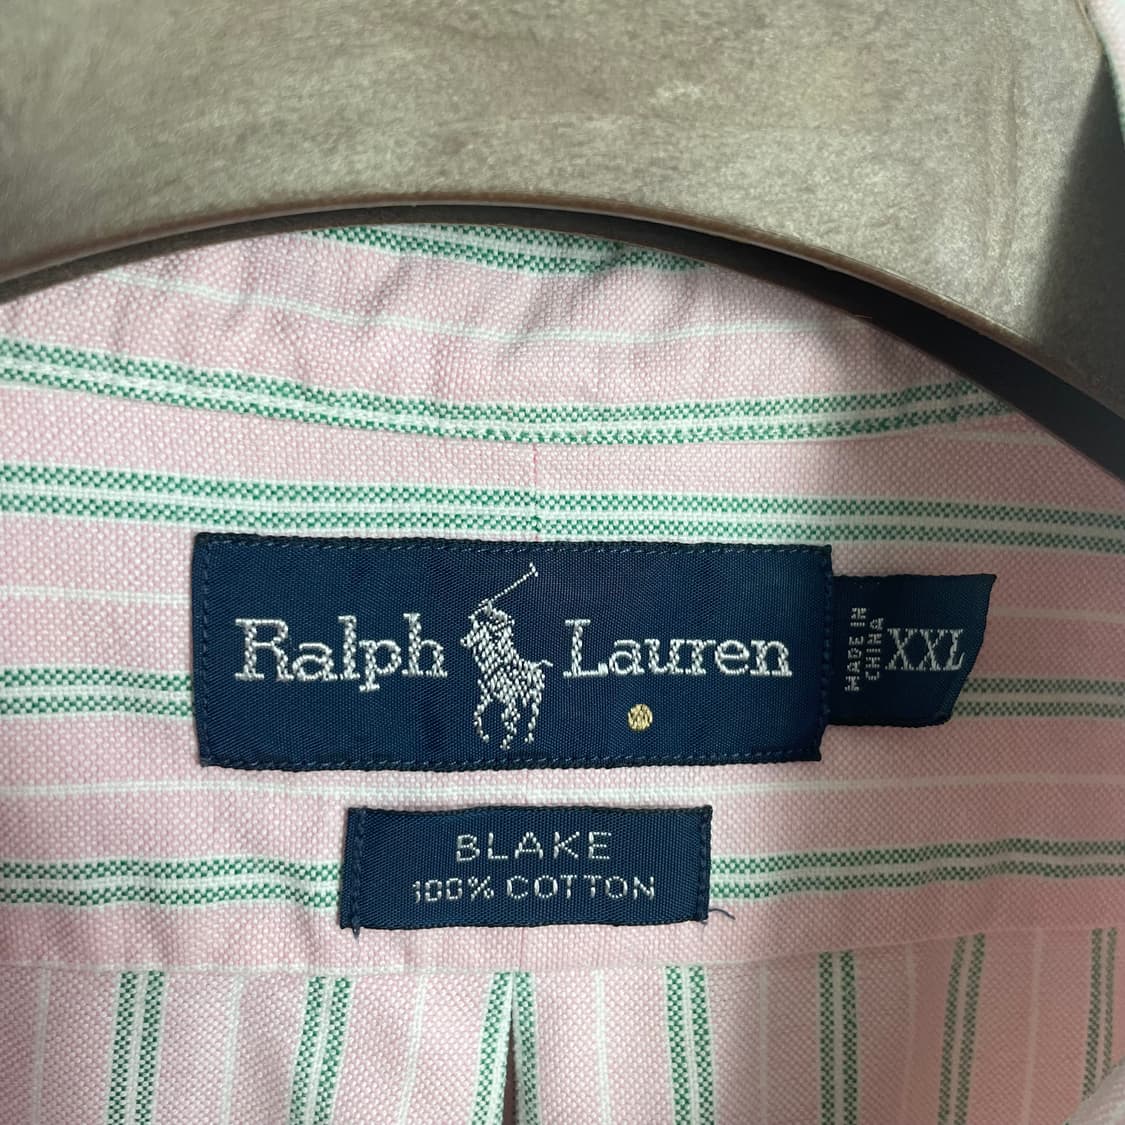 Ralph Lauren
MADE IN
CHINA
XXL
BLAKE
100% COTTON